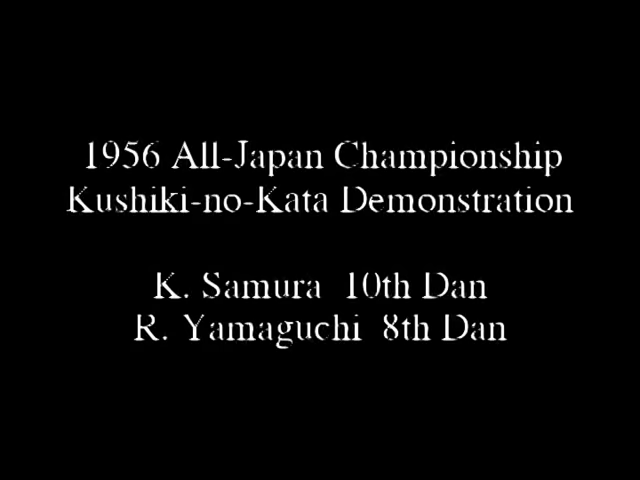 1956 All-Japan Championship
Kushiki-no-Kata Demonstration
K. Samura 10th Dan
R. Yamaguchi 8th Dan